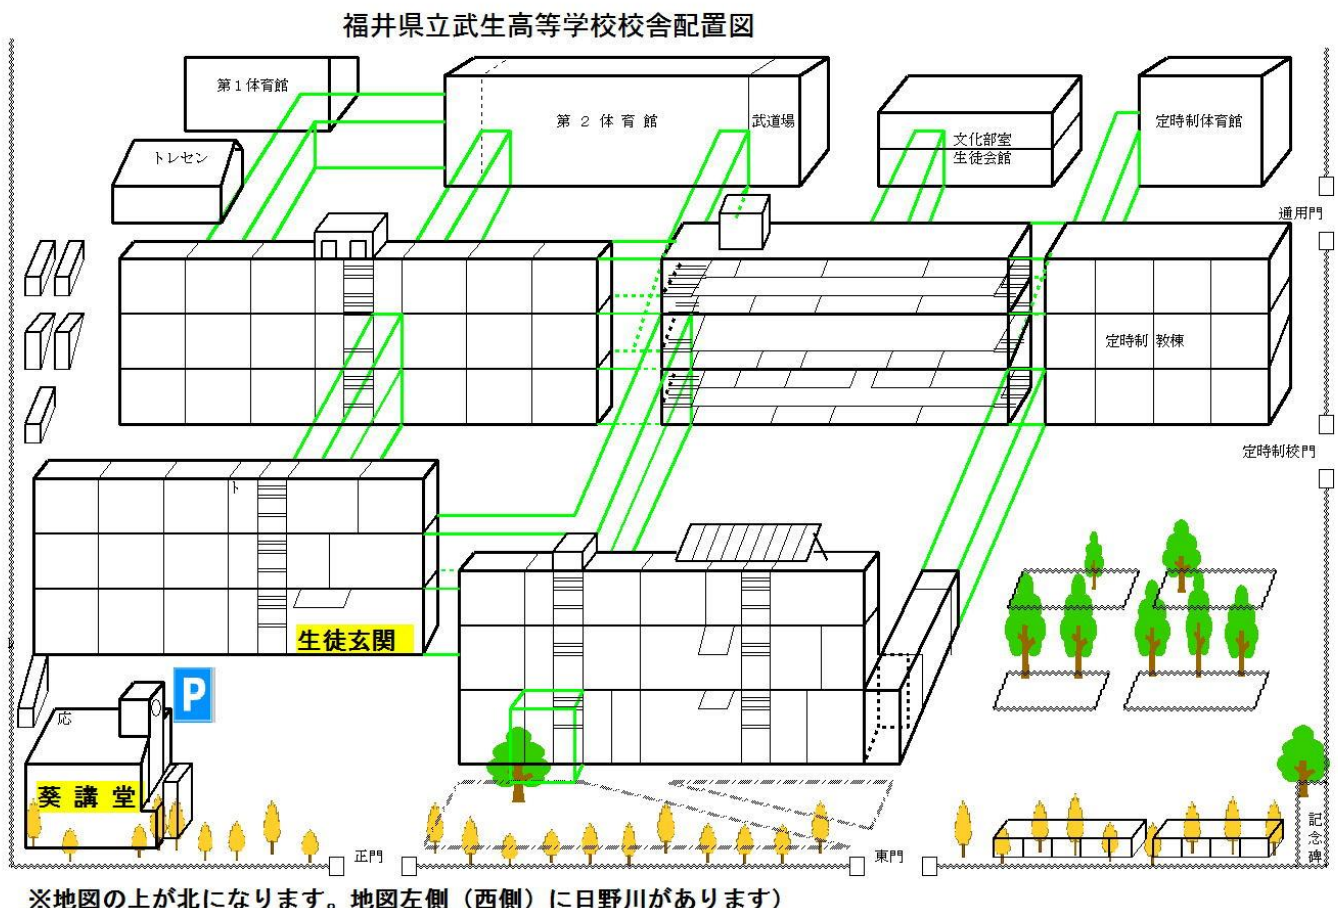 福井県立武生高等学校校舎配置図
第1体育館
第 2 体 育 館
武道場
文化部室
生徒会館
定時制体育館
トレセン
通用門
定時制 教棟
定時制校門
ト
生徒玄関
P
応
葵 講 堂
記念碑
正門
東門
※地図の上が北になります。地図左側（西側）に日野川があります）